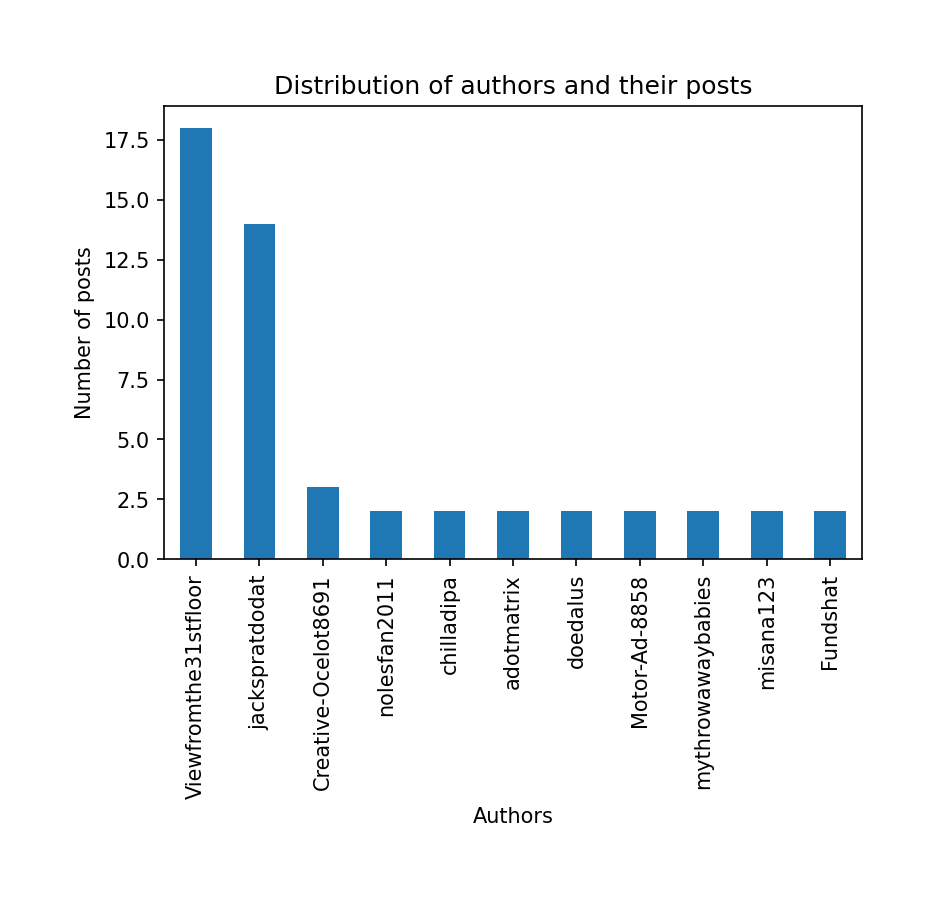 Distribution of authors and their posts
Number of posts
17.5
15.0
12.5
10.0
7.5
5.0
2.5
0.0
Viewfromthe31stfloor
jackspratdodat
Creative-Ocelot8691
nolesfan2011
chilladipa
adotmatrix
doedalus
Motor-Ad-8858
mythrowawaybabies
misana123
Fundshat
Authors